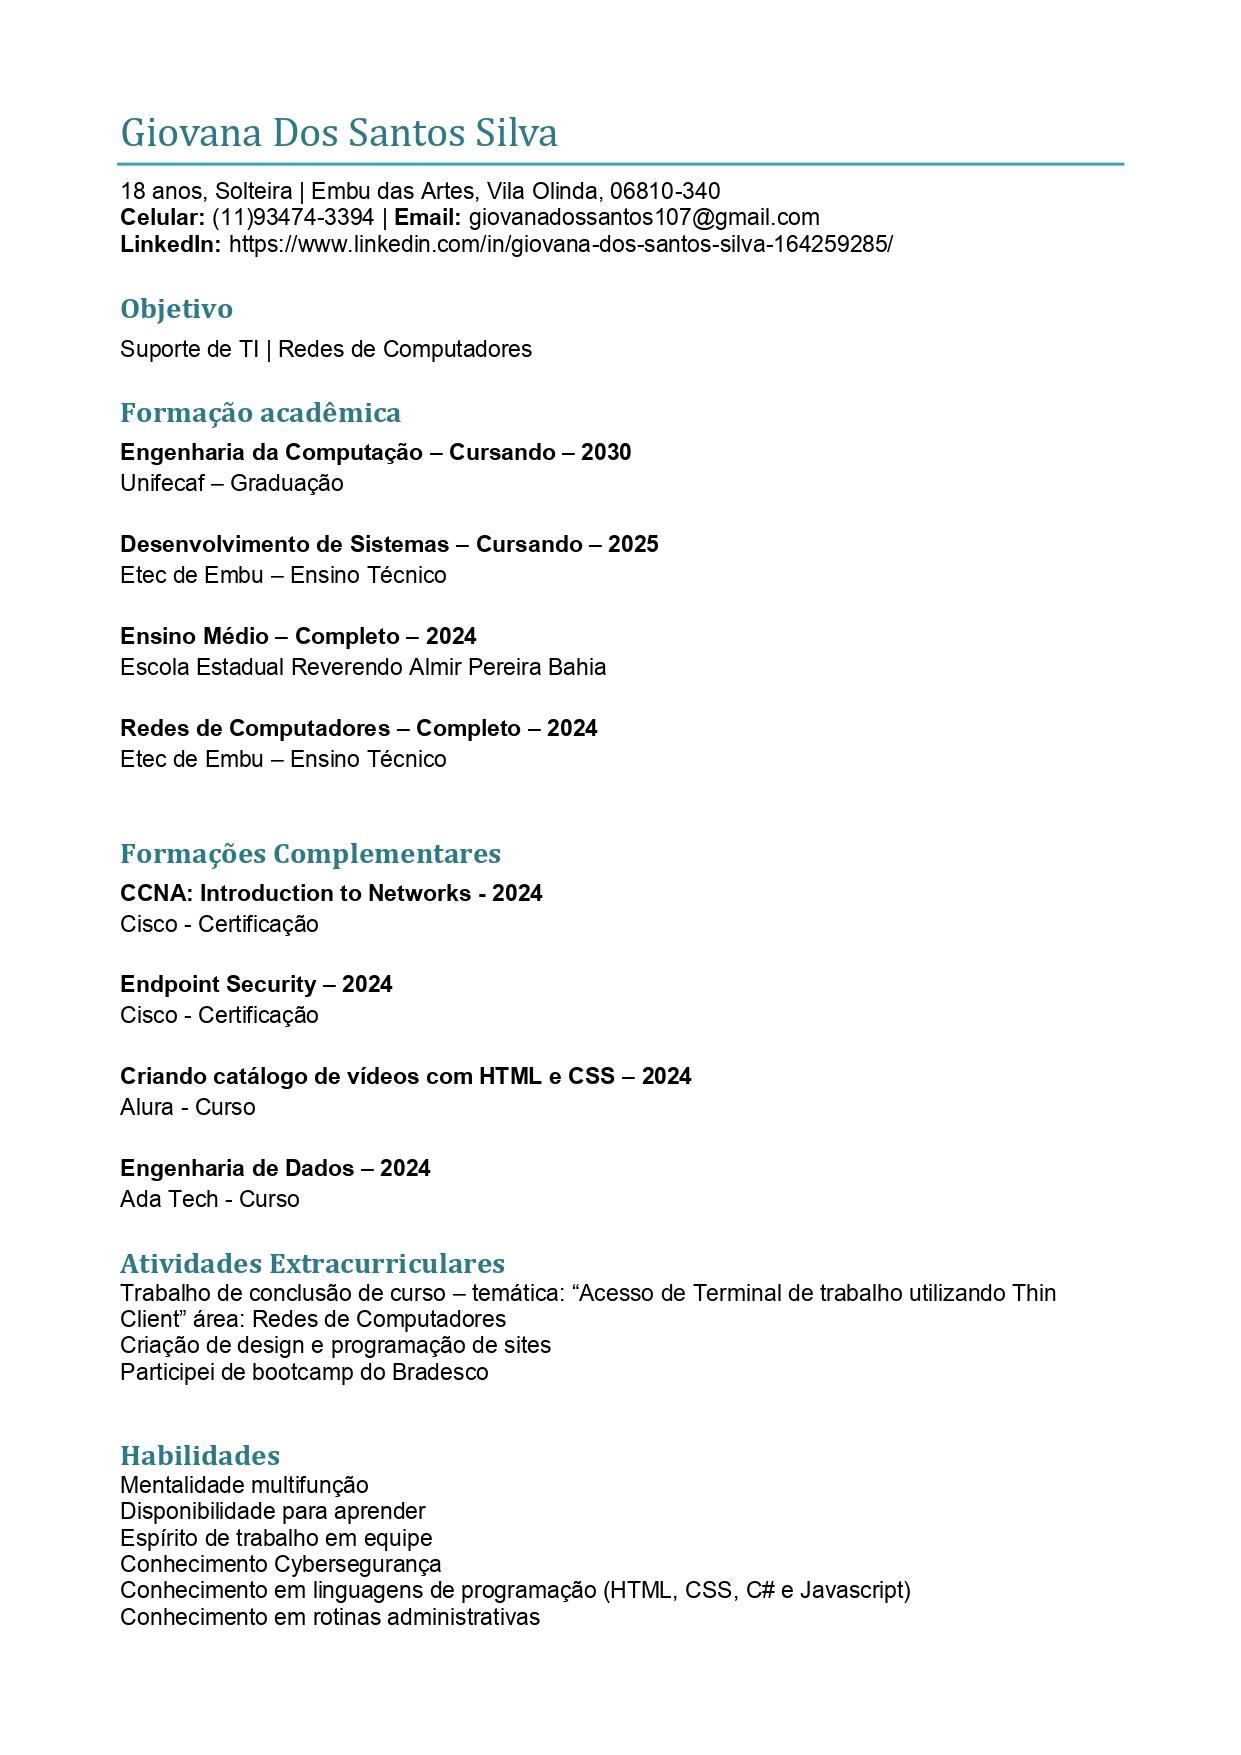 Giovana Dos Santos Silva
18 anos, Solteira | Embu das Artes, Vila Olinda, 06810-340
Celular: (11)93474-3394 | Email: giovanadossantos107@gmail.com
LinkedIn: https://www.linkedin.com/in/giovana-dos-santos-silva-164259285/
Objetivo
Suporte de TI | Redes de Computadores
Formação acadêmica
Engenharia da Computação – Cursando – 2030
Unifecaf – Graduação
Desenvolvimento de Sistemas – Cursando – 2025
Etec de Embu – Ensino Técnico
Ensino Médio – Completo – 2024
Escola Estadual Reverendo Almir Pereira Bahia
Redes de Computadores – Completo – 2024
Etec de Embu – Ensino Técnico
Formações Complementares
CCNA: Introduction to Networks - 2024
Cisco - Certificação
Endpoint Security – 2024
Cisco - Certificação
Criando catálogo de vídeos com HTML e CSS – 2024
Alura - Curso
Engenharia de Dados – 2024
Ada Tech - Curso
Atividades Extracurriculares
Trabalho de conclusão de curso – temática: “Acesso de Terminal de trabalho utilizando Thin
Client” área: Redes de Computadores
Criação de design e programação de sites
Participei de bootcamp do Bradesco
Habilidades
Mentalidade multifunção
Disponibilidade para aprender
Espírito de trabalho em equipe
Conhecimento Cybersegurança
Conhecimento em linguagens de programação (HTML, CSS, C# e Javascript)
Conhecimento em rotinas administrativas